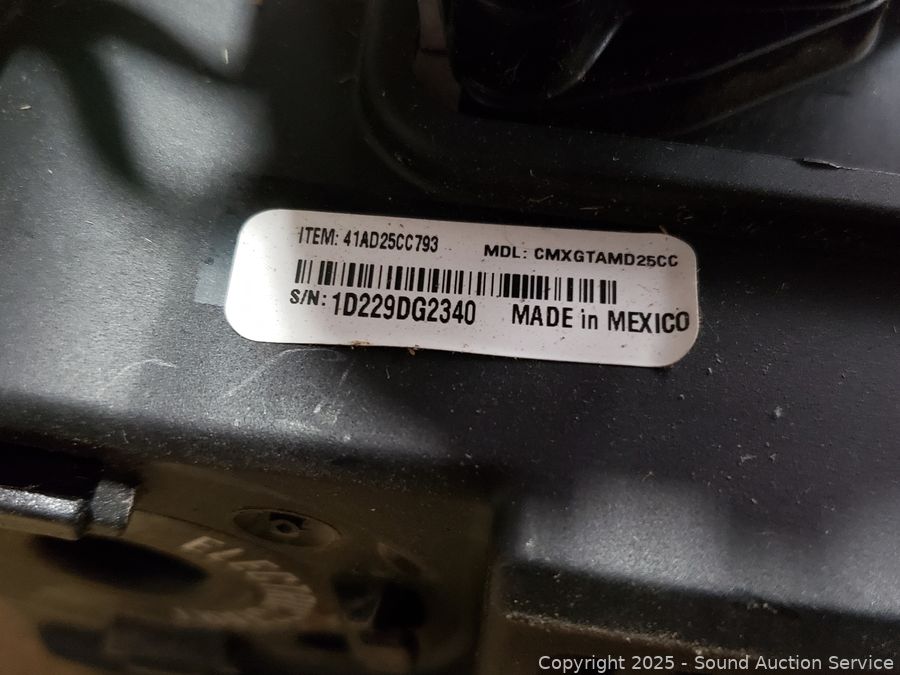 ITEM: 41AD25CC793
MDL: CMXGTAMD25CC
S/N: 1D229DG2340
MADE in MEXICO
Copyright © 2025 - Sound Auction Service